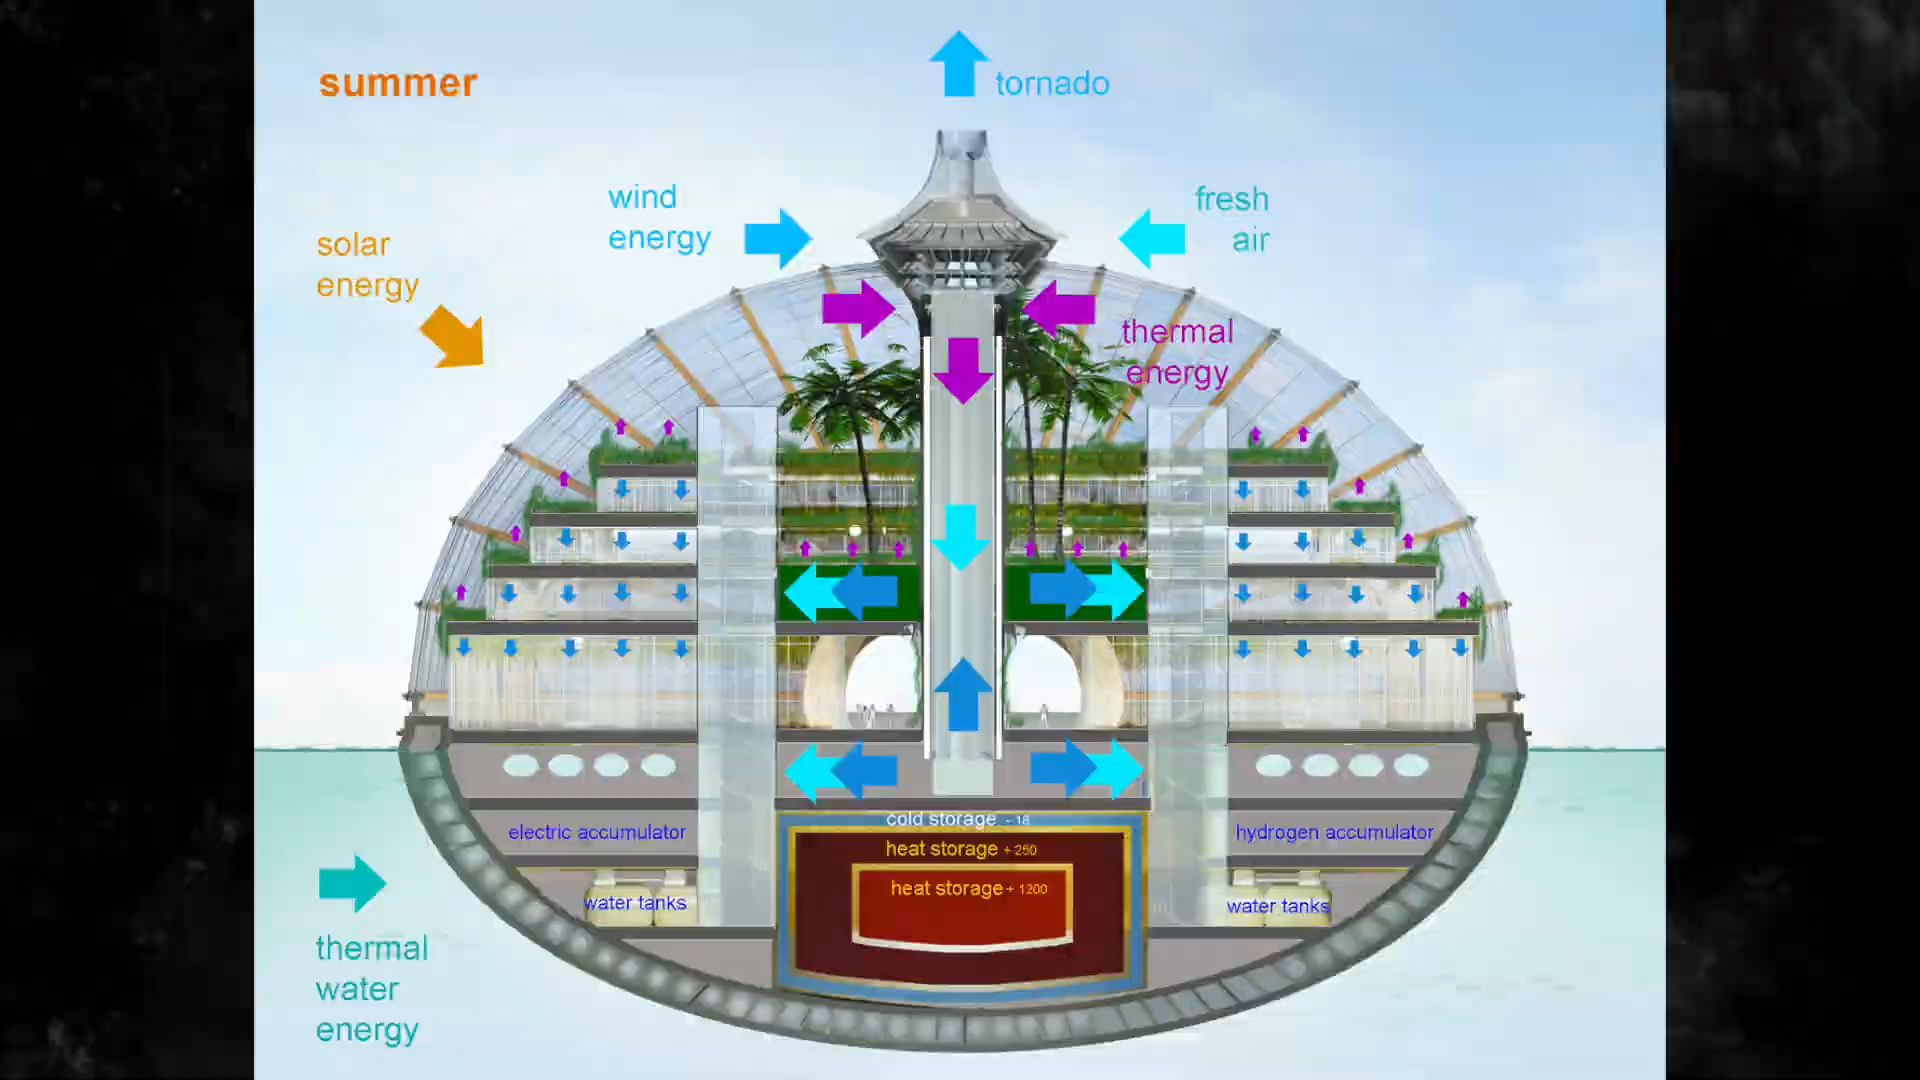 summer
tornado
wind
energy
fresh
air
solar
energy
thermal
energy
cold storage - 18
heat storage + 250
heat storage + 1200
electric accumulator
hydrogen accumulator
water tanks
water tanks
thermal
water
energy